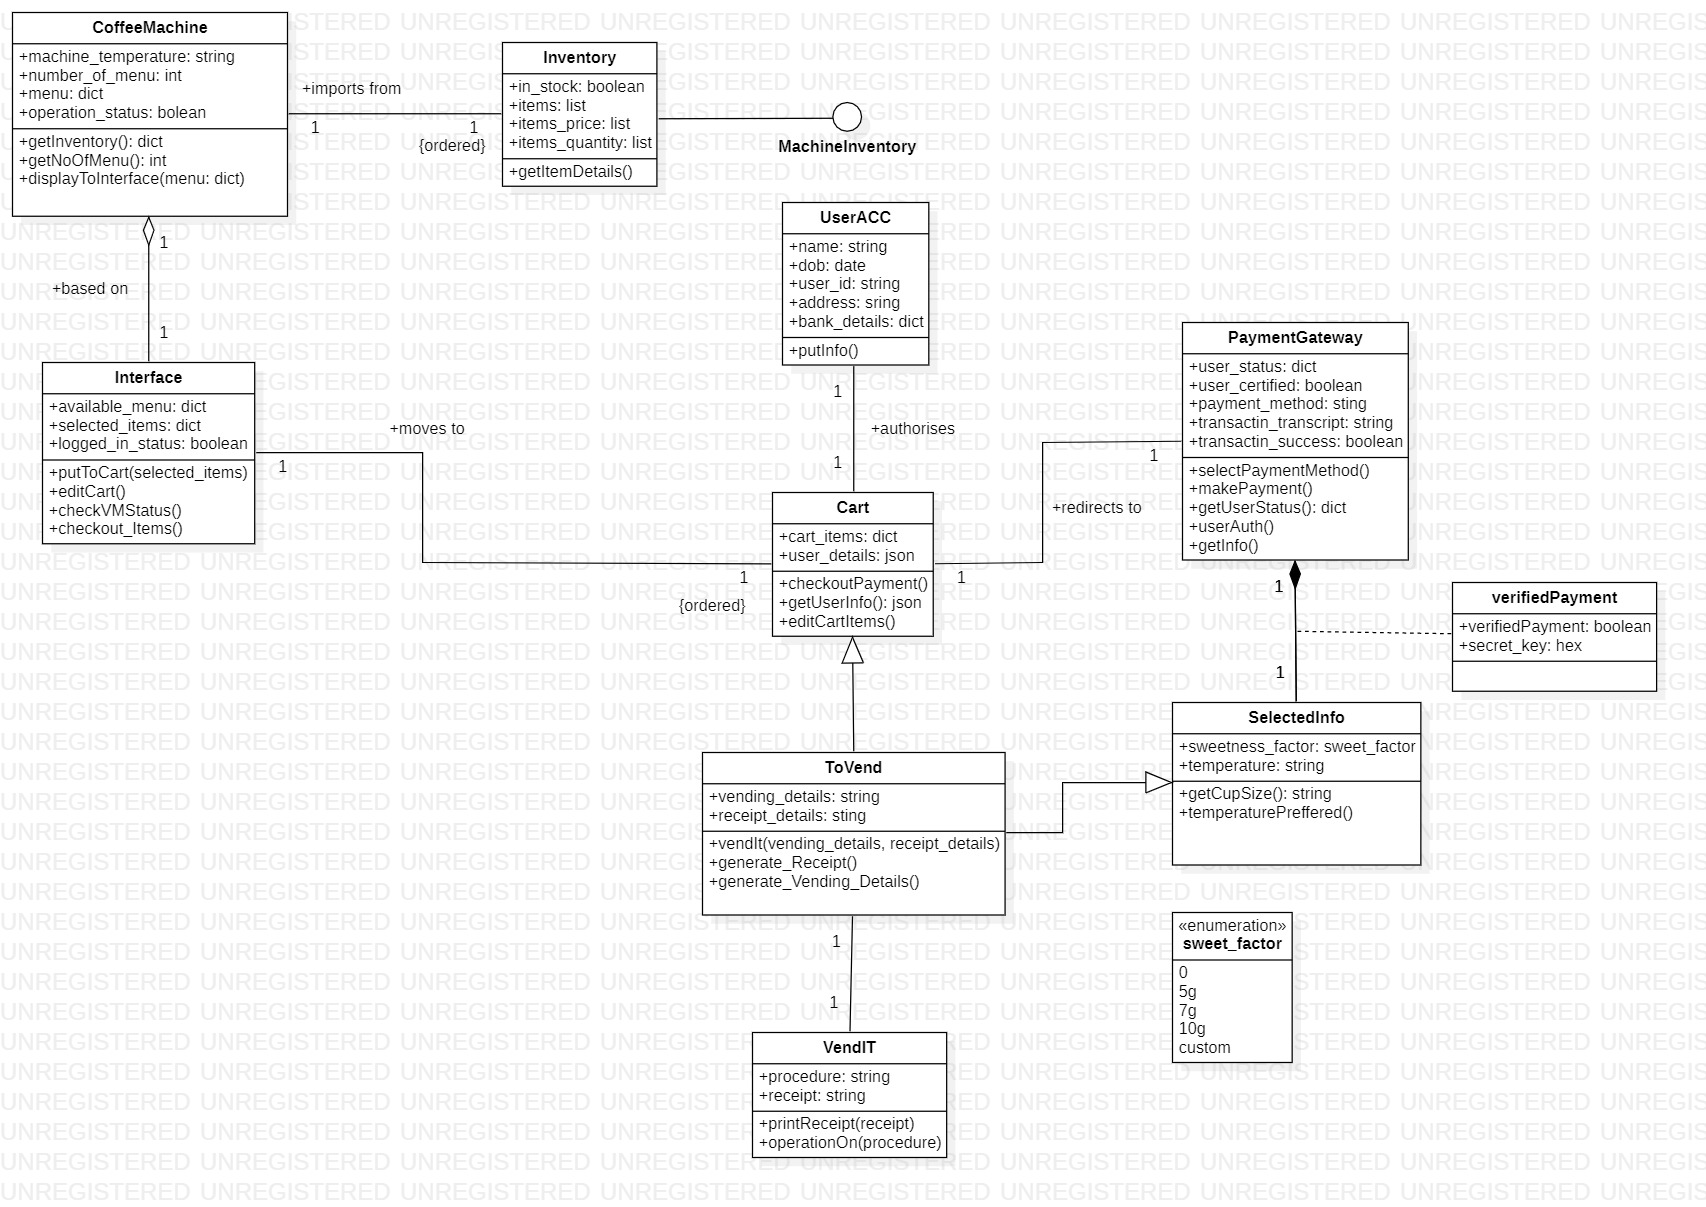 CoffeeMachine
+machine_temperature: string
+number_of_menu: int
+menu: dict
+operation_status: bolean
+getInventory(): dict
+getNoOfMenu(): int
+displayToInterface(menu: dict)
+imports from
1
1
{ordered}
Inventory
+in_stock: boolean
+items: list
+items_price: list
+items_quantity: list
+getItemDetails()
MachineInventory
1
+based on
1
UserACC
+name: string
+dob: date
+user_id: string
+address: sring
+bank_details: dict
+putInfo()
1
+authorises
1
Interface
+available_menu: dict
+selected_items: dict
+logged_in_status: boolean
+putToCart(selected_items)
+editCart()
+checkVMStatus()
+checkout_Items()
+moves to
1
1
{ordered}
Cart
+cart_items: dict
+user_details: json
+checkoutPayment()
+getUserInfo(): json
+editCartItems()
1
+redirects to
1
PaymentGateway
+user_status: dict
+user_certified: boolean
+payment_method: sting
+transactin_transcript: string
+transactin_success: boolean
+selectPaymentMethod()
+makePayment()
+getUserStatus(): dict
+userAuth()
+getInfo()
1
1
verifiedPayment
+verifiedPayment: boolean
+secret_key: hex
SelectedInfo
+sweetness_factor: sweet_factor
+temperature: string
+getCupSize(): string
+temperaturePreffered()
ToVend
+vending_details: string
+receipt_details: sting
+vendIt(vending_details, receipt_details)
+generate_Receipt()
+generate_Vending_Details()
1
1
VendIT
+procedure: string
+receipt: string
+printReceipt(receipt)
+operationOn(procedure)
«enumeration»
sweet_factor
0
5g
7g
10g
custom
UNREGISTERED